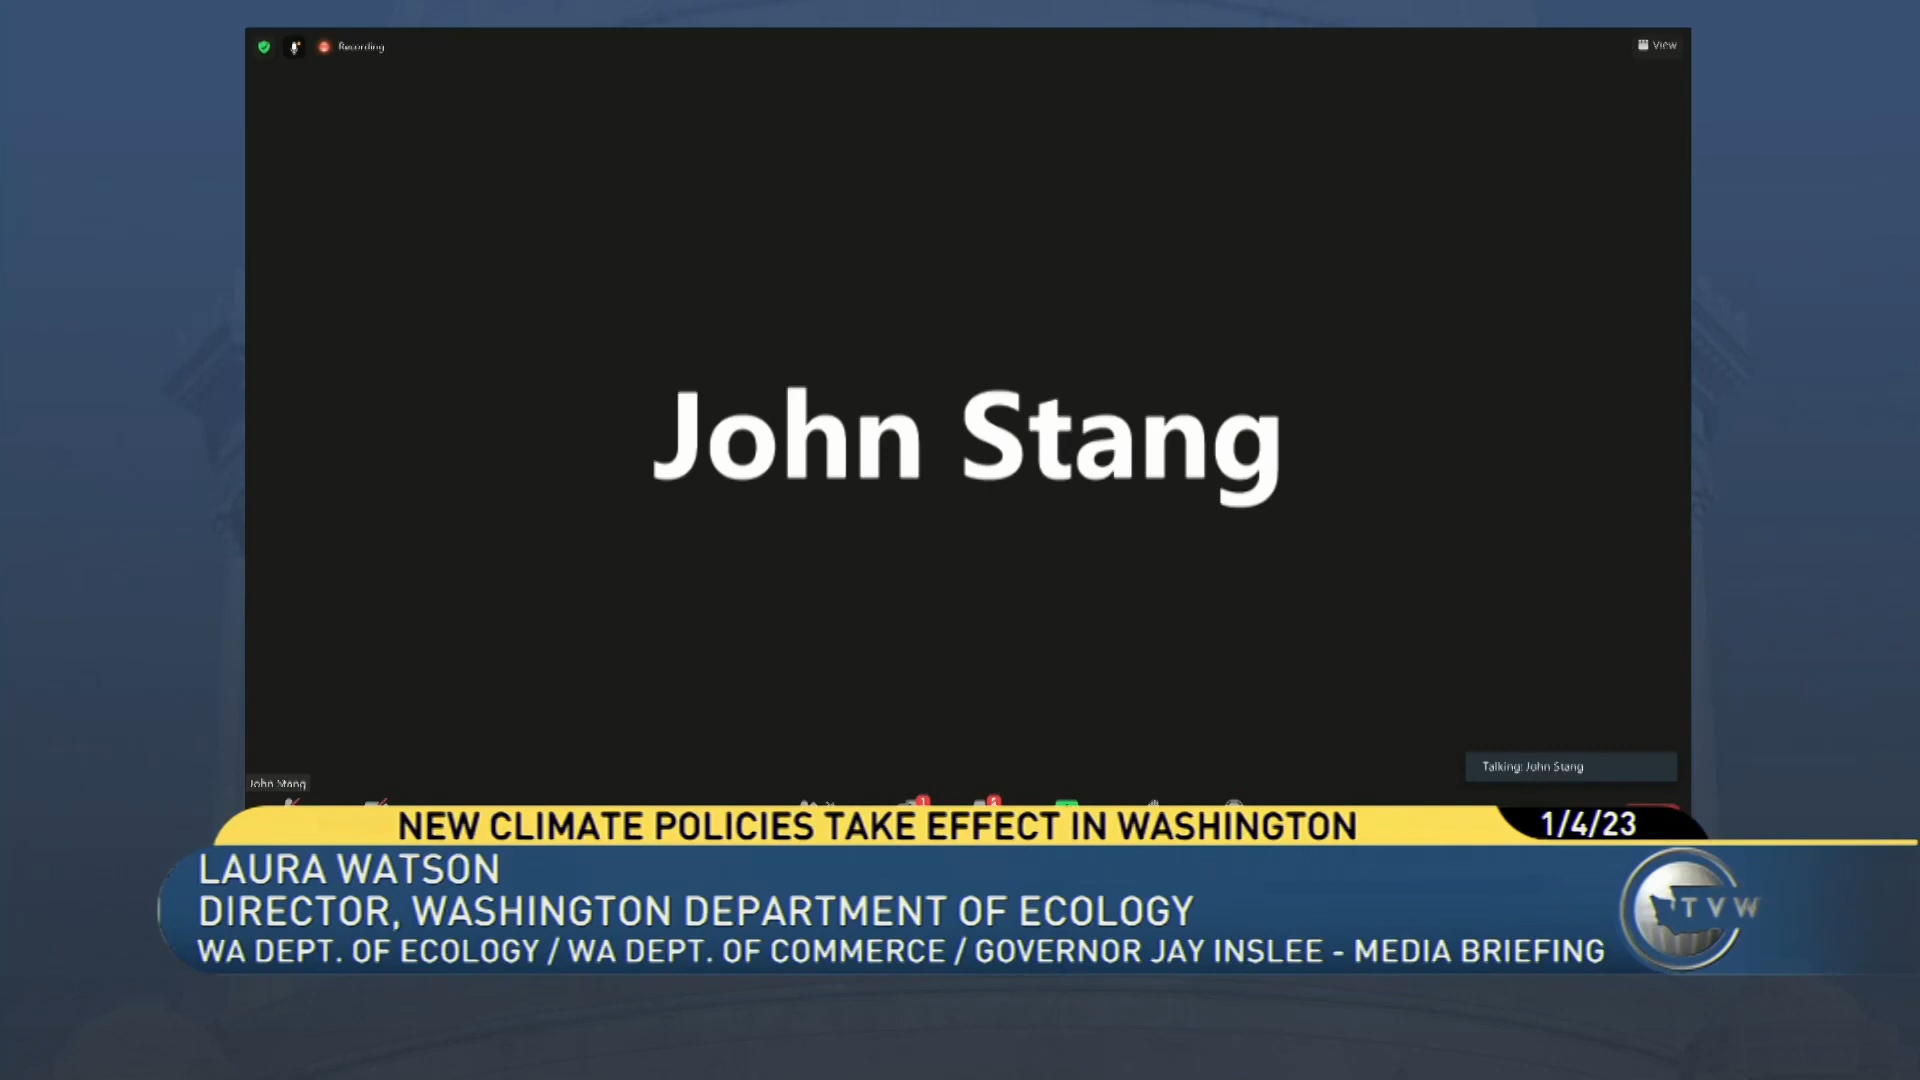 Recording
View
John Stang
Talking: John Stang
John Stang
NEW CLIMATE POLICIES TAKE EFFECT IN WASHINGTON
1/4/23
LAURA WATSON
DIRECTOR, WASHINGTON DEPARTMENT OF ECOLOGY
WA DEPT. OF ECOLOGY / WA DEPT. OF COMMERCE / GOVERNOR JAY INSLEE - MEDIA BRIEFING
TVW